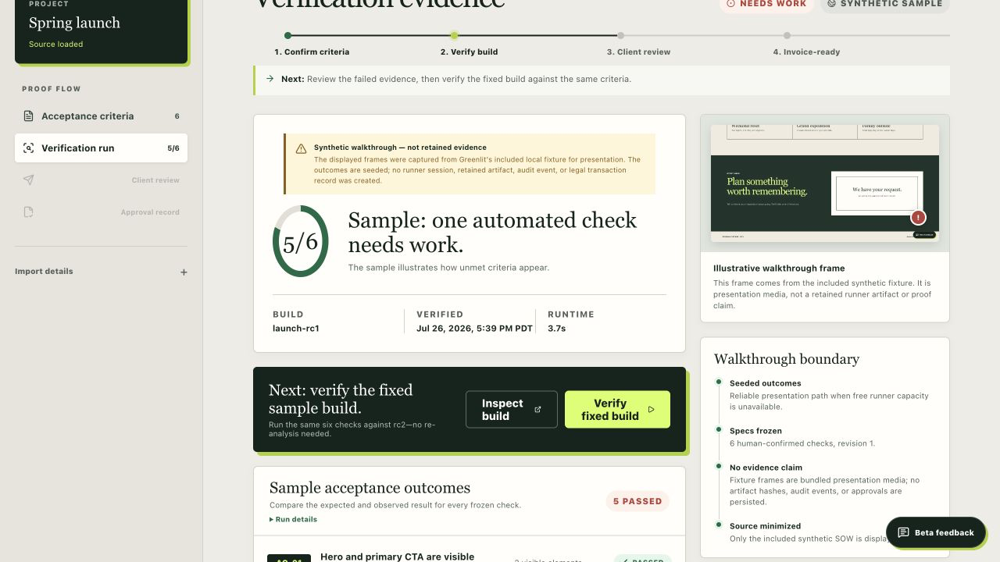 PROJECT
Spring launch
Source loaded
PROOF FLOW
Acceptance criteria 6
Verification run 5/6
Client review
Approval record
Import details +
Verification evidence
NEEDS WORK
SYNTHETIC SAMPLE
1. Confirm criteria
2. Verify build
3. Client review
4. Invoice-ready
Next: Review the failed evidence, then verify the fixed build against the same criteria.
Synthetic walkthrough — not retained evidence
The displayed frames were captured from Greenlit's included local fixture for presentation. The
outcomes are seeded; no runner session, retained artifact, audit event, or legal transaction
record was created.
5/6
Sample: one automated check
needs work.
The sample illustrates how unmet criteria appear.
BUILD
launch-rc1
VERIFIED
Jul 26, 2026, 5:39 PM PDT
RUNTIME
3.7s
Next: verify the fixed
sample build.
Run the same six checks against rc2—no re-
analysis needed.
Inspect
build
Verify
fixed build
Sample acceptance outcomes
Compare the expected and observed result for every frozen check.
Run details
5 PASSED
Hero and primary CTA are visible
Weekend reset
Grand expedition
Family outside
Plan something
worth remembering.
We have your request.
!
Illustrative walkthrough frame
This frame comes from the included synthetic fixture. It is
presentation media, not a retained runner artifact or proof
claim.
Walkthrough boundary
Seeded outcomes
Reliable presentation path when free runner capacity
is unavailable.
Specs frozen
6 human-confirmed checks, revision 1.
No evidence claim
Fixture frames are bundled presentation media; no
artifact hashes, audit events, or approvals are
persisted.
Source minimized
Only the included synthetic SOW is
Beta feedback